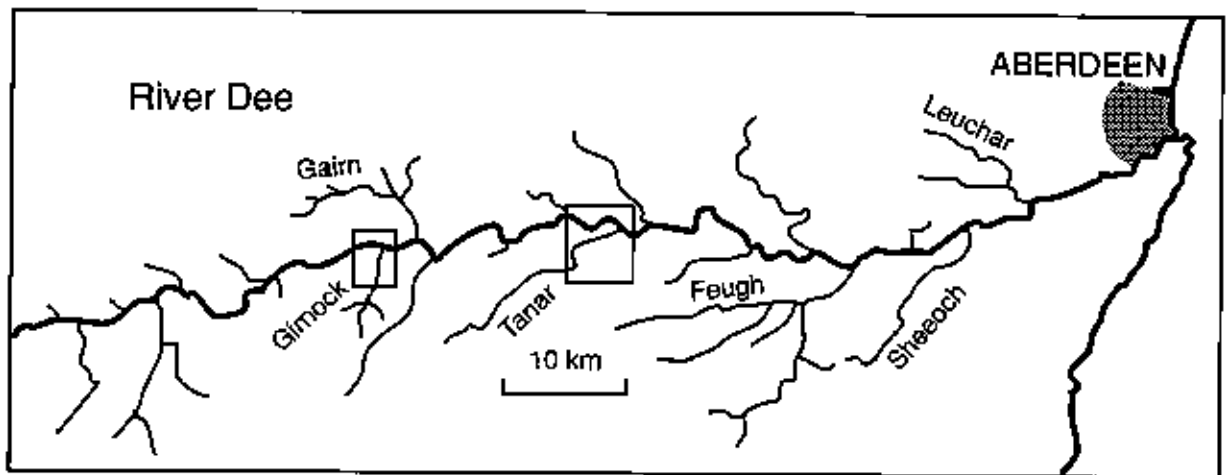 ABERDEEN
River Dee
Leuchar
Gairn
Girnock
Tanar
Feugh
Sheeoch
10 km